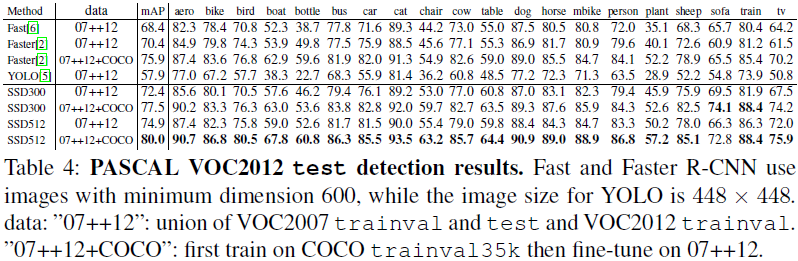 Method data mAP aero bike bird boat bottle bus car cat chair cow table dog horse mbike person plant sheep sofa train tv
Fast[6] 07++12 68.4 82.3 78.4 70.8 52.3 38.7 77.8 71.6 89.3 44.2 73.0 55.0 87.5 80.5 80.8 72.0 35.1 68.3 65.7 80.4 64.2
Faster[2] 07++12 70.4 84.9 79.8 74.3 53.9 49.8 77.5 75.9 88.5 45.6 77.1 55.3 86.9 81.7 80.9 79.6 40.1 72.6 60.9 81.2 61.5
Faster[2] 07++12+COCO 75.9 87.4 83.6 76.8 62.9 59.6 81.9 82.0 91.3 54.9 82.6 59.0 89.0 85.5 84.7 84.1 52.2 78.9 65.5 85.4 70.2
YOLO[5] 07++12 57.9 77.0 67.2 57.7 38.3 22.7 68.3 55.9 81.4 36.2 60.8 48.5 77.2 72.3 71.3 63.5 28.9 52.2 54.8 73.9 50.8
SSD300 07++12 72.4 85.6 80.1 70.5 57.6 46.2 79.4 76.1 89.2 53.0 77.0 60.8 87.0 83.1 82.3 79.4 45.9 75.9 69.5 81.9 67.5
SSD300 07++12+COCO 77.5 90.2 83.3 76.3 63.0 53.6 83.8 82.8 92.0 59.7 82.7 63.5 89.3 87.6 85.9 84.3 52.6 82.5 74.1 88.4 74.2
SSD512 07++12 74.9 87.4 82.3 75.8 59.0 52.6 81.7 81.5 90.0 55.4 79.0 59.8 88.4 84.3 84.7 83.3 50.2 78.0 66.3 86.3 72.0
SSD512 07++12+COCO 80.0 90.7 86.8 80.5 67.8 60.8 86.3 85.5 93.5 63.2 85.7 64.4 90.9 89.0 88.9 86.8 57.2 85.1 72.8 88.4 75.9
Table 4: PASCAL VOC2012 test detection results. Fast and Faster R-CNN use
images with minimum dimension 600, while the image size for YOLO is 448 × 448.
data: ”07++12”: union of VOC2007 trainval and test and VOC2012 trainval.
”07++12+COCO”: first train on COCO trainval35k then fine-tune on 07++12.